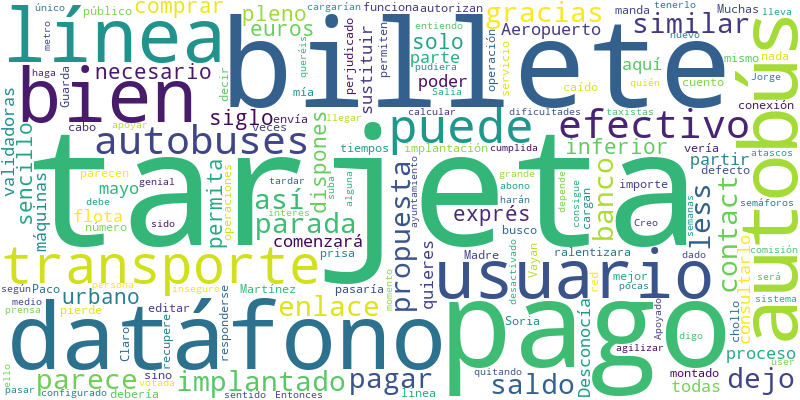 tarjeta
billete
pago
datáfono
autobús
usuario
línea
bien
transporte
puede
efectivo
autobuses
parada
similar
gracias
comprar
pleno
euros
siglo
sustituir
solo
parte
poder
Aeropuerto
aquí
nada
inferior
partir
banco
contact
less
propuesta
exprés
así
dispones
permita
mayo
necesario
validadoras
sencillo
máquinas
flota
comenzará
enlace
urbano
parece
implantado
pagar
saldo
quieres
Desconocía
consultarlo
proceso
todas
dejo
chollo
montado
único
público
metro
cargarían
funciona
autorizan
queréis
perjudicado
permiten
entiendo
operación
servicio
manda
tenerlo
Muchas
lleva
nuevo
mismo
cuento
quién
Jorge
conexión
haga
Guarda
decir
mía
veces
envía
cabo
apoyar
llegar
tiempos
implantación
cumplida
Salía
pudiera
calcular
caído
dificultades
taxistas
vería
defecto
atascos
parecen
debe
genial
tardar
suba
alguna
número
operaciones
sido
interés
prisa
ayuntamiento
grande
abono
harán
depende
consigue
cargan
importe
Creo
semáforos
semanas
comisión
dado
será
sistema
user
busco
ralentizara
Madre
red
mejor
desactivado
Vayan
pocas
momento
Soria
Apoyado
digo
agilizar
quitando
según
Paco
persona
inseguro
Martínez
pasaría
medio
editar
prensa
pierde
recupere
responderse
Claro
sino
ello
votada
pasar
configurado
debería
sentido
Entonces
linea